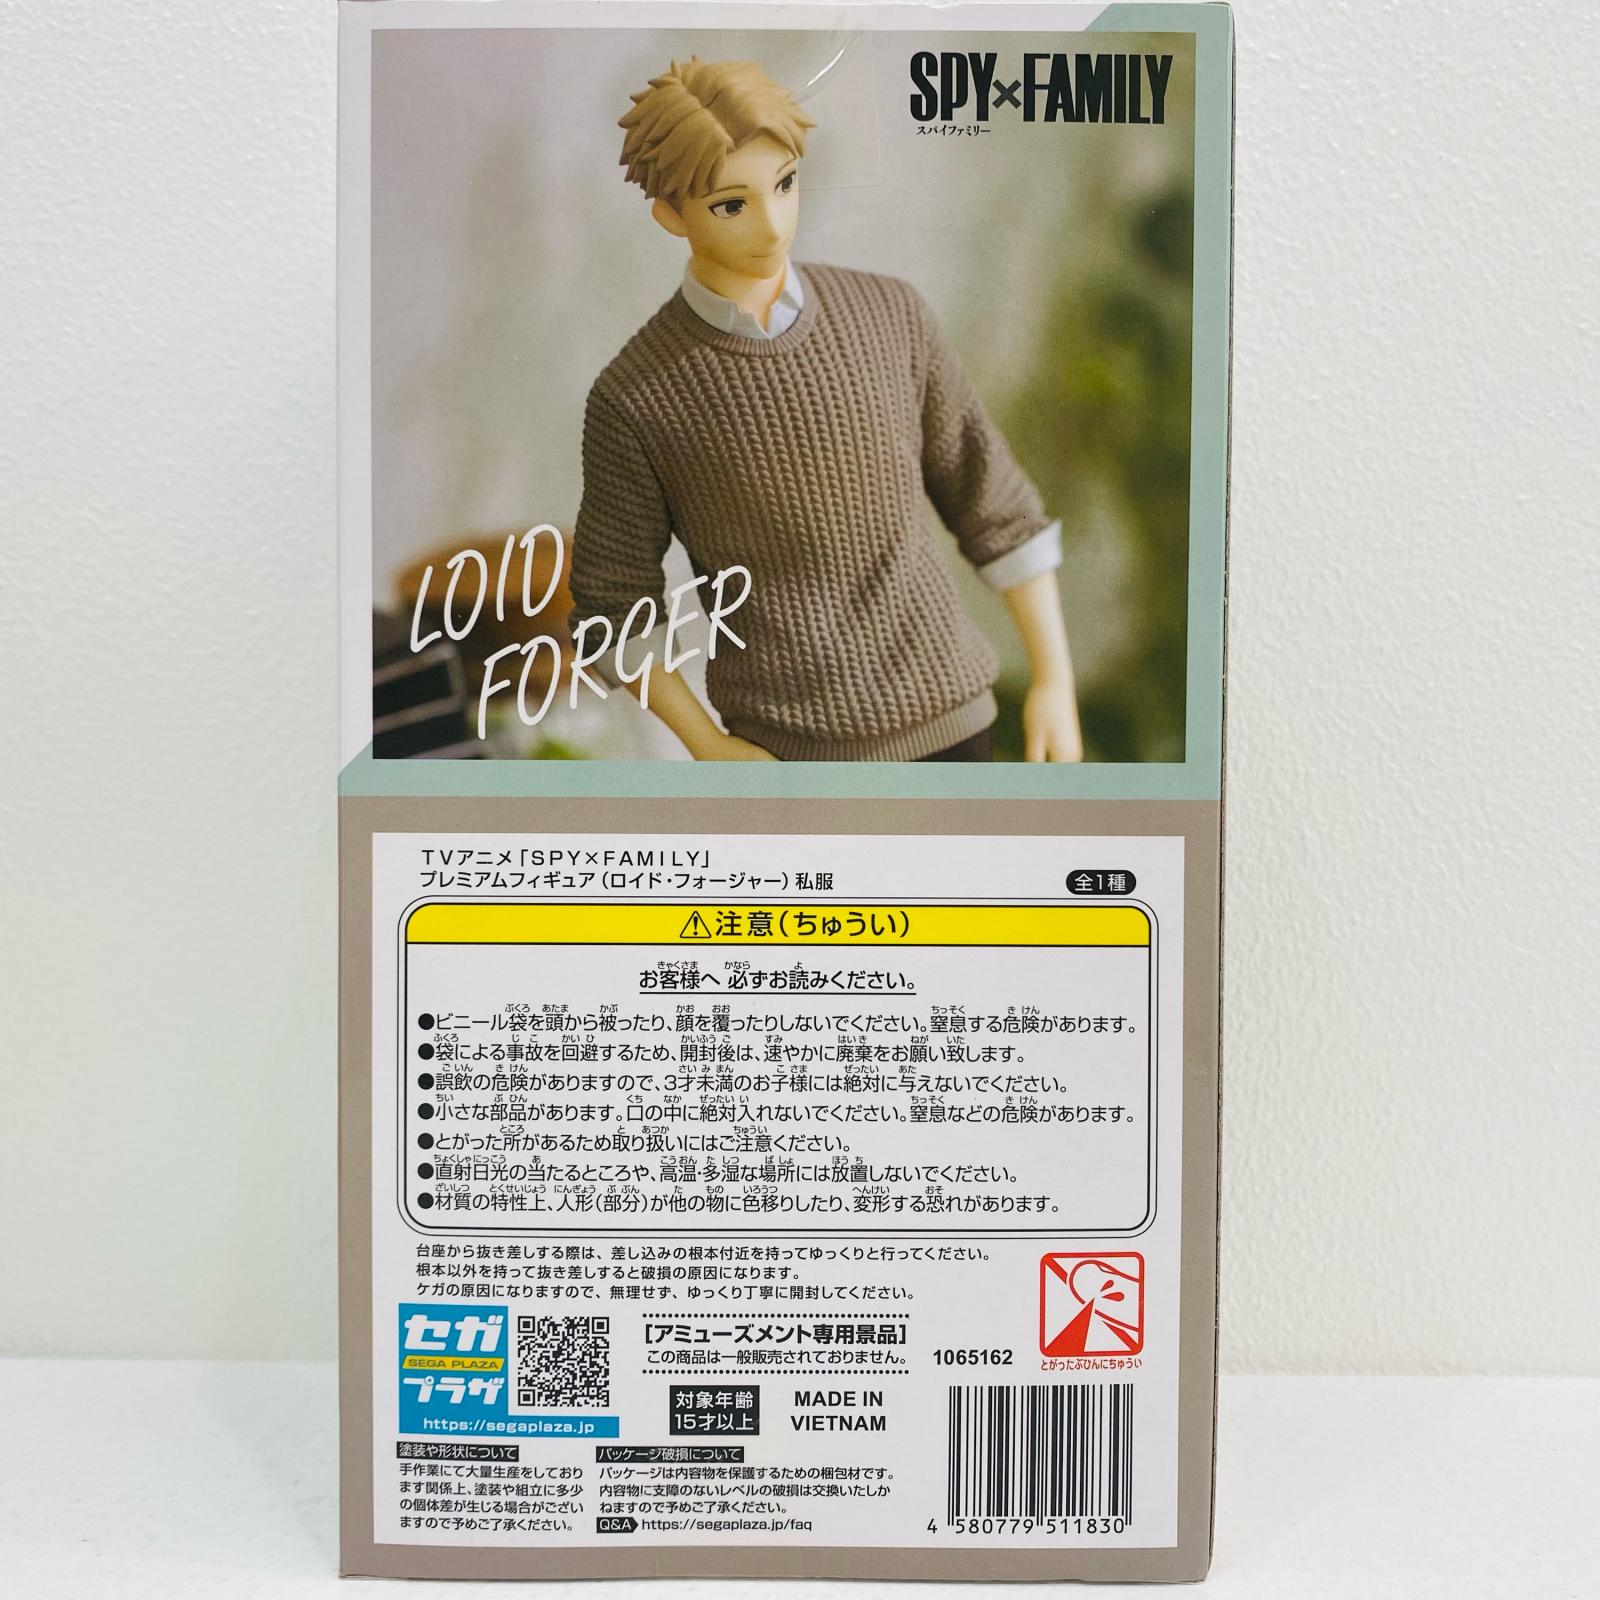 SPY×FAMILY
スパイファミリー
LOID
FORGER
TVアニメ「SPY×FAMILY」
プレミアムフィギュア(ロイド・フォージャー)私服
全1種
⚠注意(ちゅうい)
お客様へ 必ずお読みください。
●ビニール袋を頭から被ったり、顔を覆ったりしないでください。窒息する危険があります。
●袋による事故を回避するため、開封後は、速やかに廃棄をお願い致します。
●誤飲の危険がありますので、3才未満のお子様には絶対に与えないでください。
●小さな部品があります。口の中に絶対入れないでください。窒息などの危険があります。
●とがった所があるため取り扱いにはご注意ください。
●直射日光の当たるところや、高温・多湿な場所には放置しないでください。
●材質の特性上、人形(部分)が他の物に色移りしたり、変形する恐れがあります。
台座から抜き差しする際は、差し込みの根本付近を持ってゆっくりと行ってください。
根本以外を持って抜き差しすると破損の原因になります。
ケガの原因になりますので、無理せず、ゆっくり丁寧に開封してください。
とがったぶひんにちゅうい
セガ
SEGA PLAZA
プラザ
https://segaplaza.jp
[アミューズメント専用景品]
この商品は一般販売されておりません。
1065162
対象年齢
15才以上
MADE IN
VIETNAM
塗装や形状について
手作業にて大量生産をしており
ます関係上、塗装や組立に多少
の個体差が生じる場合がござい
ますので予めご了承ください。
パッケージ破損について
パッケージは内容物を保護するための梱包材です。
内容物に支障のないレベルの破損は交換いたしか
ねますので予めご了承ください。
Q&A https://segaplaza.jp/faq
4 580779 511830